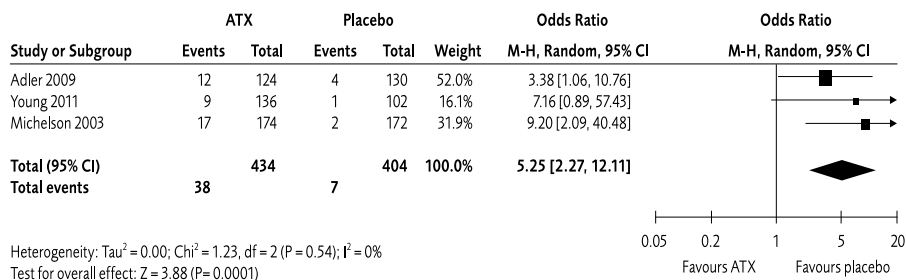 ATX Placebo Odds Ratio Odds Ratio
Study or Subgroup Events Total Events Total Weight M-H, Random, 95% CI M-H, Random, 95% CI
Adler 2009 12 124 4 130 52.0% 3.38 [1.06, 10.76]
Young 2011 9 136 1 102 16.1% 7.16 [0.89, 57.43]
Michelson 2003 17 174 2 172 31.9% 9.20 [2.09, 40.48]
Total (95% CI) 434 404 100.0% 5.25 [2.27, 12.11]
Total events 38 7
0.05 0.2 1 5 20
Favours ATX Favours placebo
Heterogeneity: Tau² = 0.00; Chi² = 1.23, df = 2 (P = 0.54); I² = 0%
Test for overall effect: Z = 3.88 (P= 0.0001)